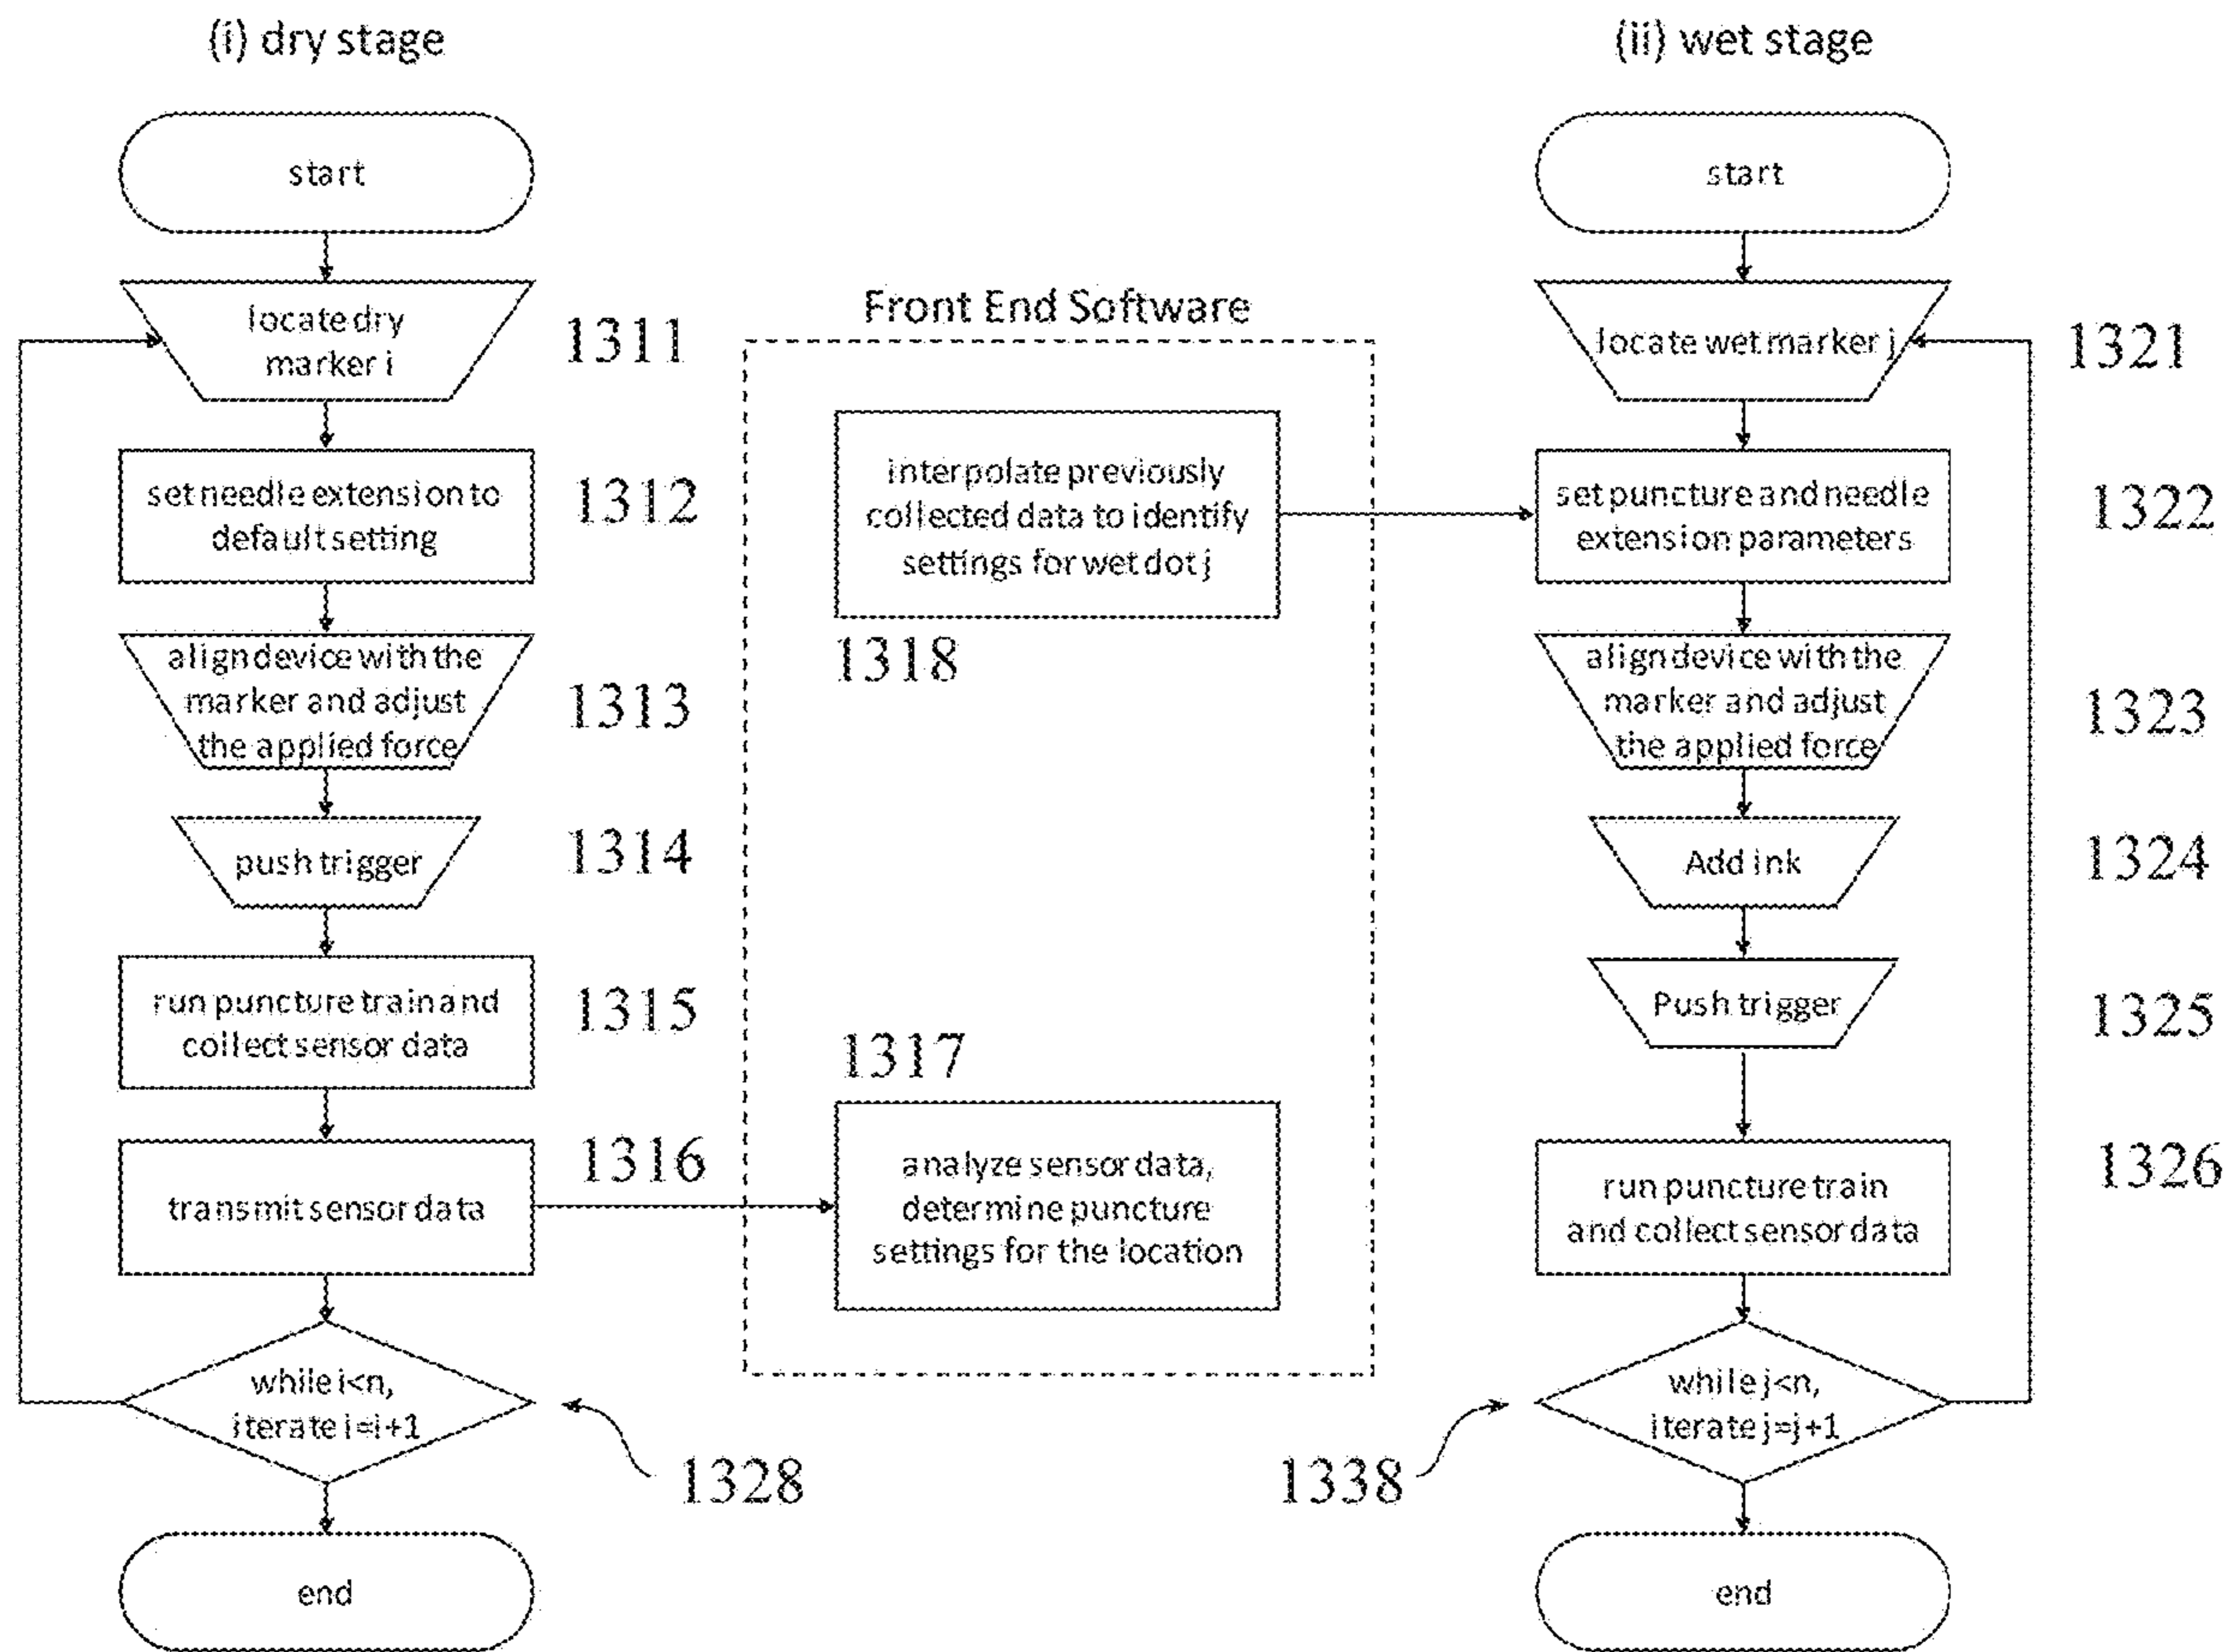 (i) dry stage
start
locate dry
marker i
1311
set needle extension to
default setting
1312
align device with the
marker and adjust
the applied force
1313
push trigger
1314
run puncture train and
collect sensor data
1315
transmit sensor data
1316
while i<n,
iterate i=i+1
1328
end
Front End Software
interpolate previously
collected data to identify
settings for wet dot j
1318
1317
analyze sensor data,
determine puncture
settings for the location
(ii) wet stage
start
locate wet marker j
1321
set puncture and needle
extension parameters
1322
align device with the
marker and adjust
the applied force
1323
Add ink
1324
Push trigger
1325
run puncture train
and collect sensor data
1326
while j<n,
iterate j=j+1
1338
end